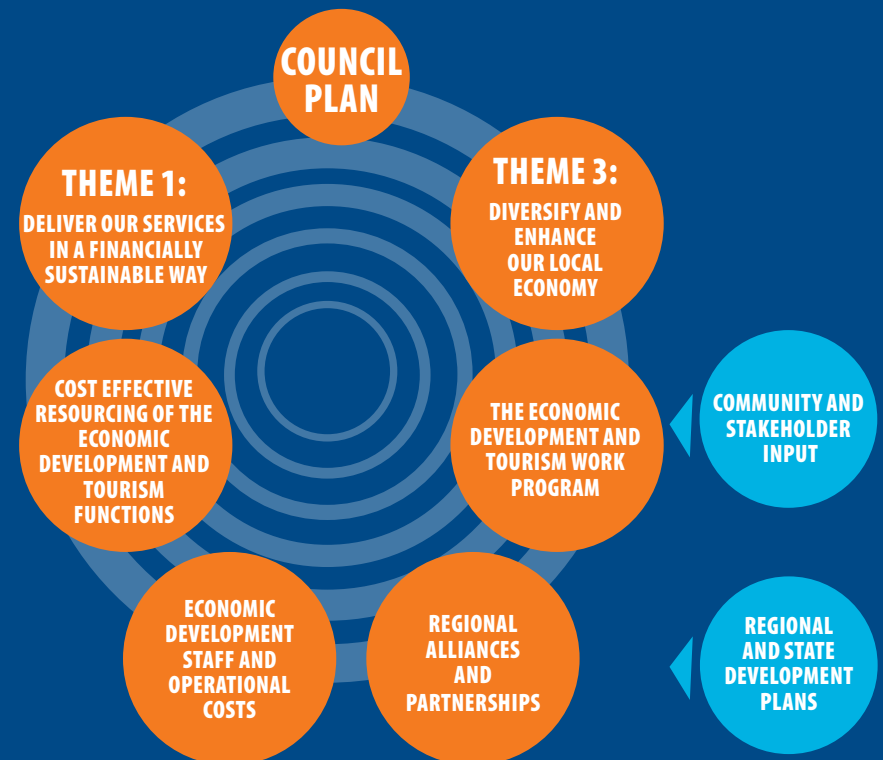 COUNCIL
PLAN
THEME 1:
DELIVER OUR SERVICES
IN A FINANCIALLY
SUSTAINABLE WAY
THEME 3:
DIVERSIFY AND
ENHANCE
OUR LOCAL
ECONOMY
COST EFFECTIVE
RESOURCING OF THE
ECONOMIC
DEVELOPMENT AND
TOURISM
FUNCTIONS
THE ECONOMIC
DEVELOPMENT AND
TOURISM WORK
PROGRAM
COMMUNITY AND
STAKEHOLDER
INPUT
ECONOMIC
DEVELOPMENT
STAFF AND
OPERATIONAL
COSTS
REGIONAL
ALLIANCES
AND
PARTNERSHIPS
REGIONAL
AND STATE
DEVELOPMENT
PLANS